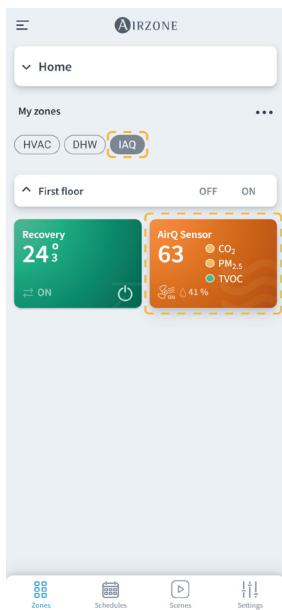 AIRZONE
Home
My zones
HVAC DHW IAQ
First floor OFF ON
Recovery
24°3
ON
AirQ Sensor
63
CO₂
PM₂.₅
TVOC
ON 41 %
Zones Schedules Scenes Settings